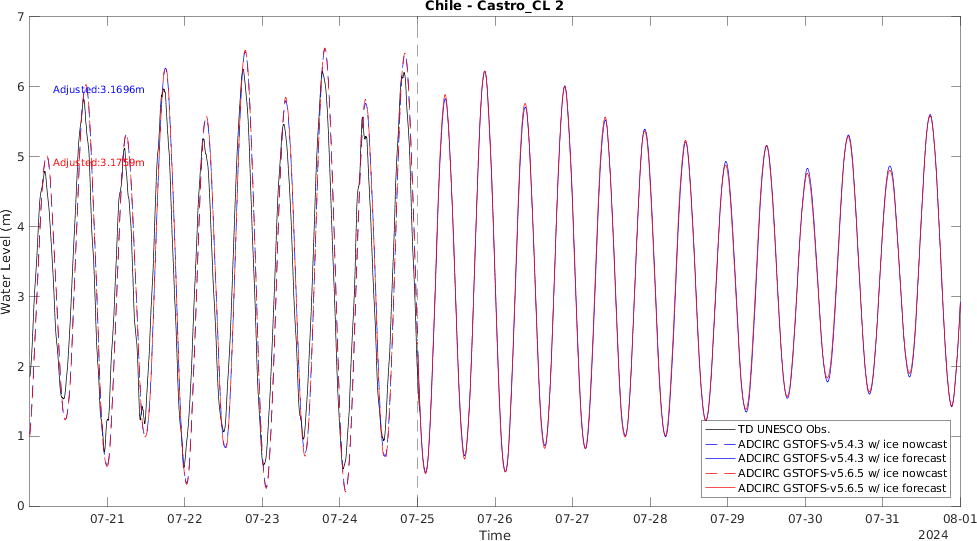 Chile - Castro_CL 2
7
6
5
4
3
2
1
0
Water Level (m)
Adjusted:3.1696m
Adjusted:3.1759m
07-21
07-22
07-23
07-24
07-25
07-26
07-27
07-28
07-29
07-30
07-31
08-01
Time
2024
TD UNESCO Obs.
ADCIRC GSTOFS-v5.4.3 w/ ice nowcast
ADCIRC GSTOFS-v5.4.3 w/ ice forecast
ADCIRC GSTOFS-v5.6.5 w/ ice nowcast
ADCIRC GSTOFS-v5.6.5 w/ ice forecast